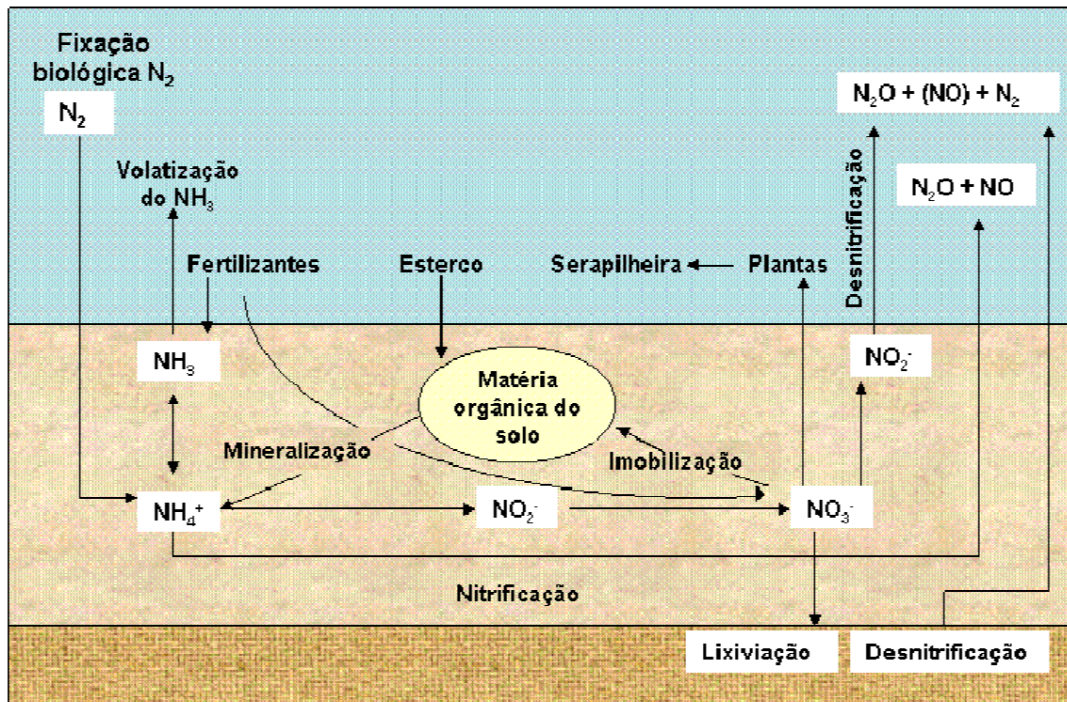 Fixação
biológica N₂
N₂
N₂O + (NO) + N₂
Volatização
do NH₃
Desnitrificação
N₂O + NO
Fertilizantes
Esterco
Serapilheira
Plantas
NH₃
Matéria
orgânica do
solo
NO₂⁻
Mineralização
Imobilização
NH₄⁺
NO₂⁻
NO₃⁻
Nitrificação
Lixiviação
Desnitrificação